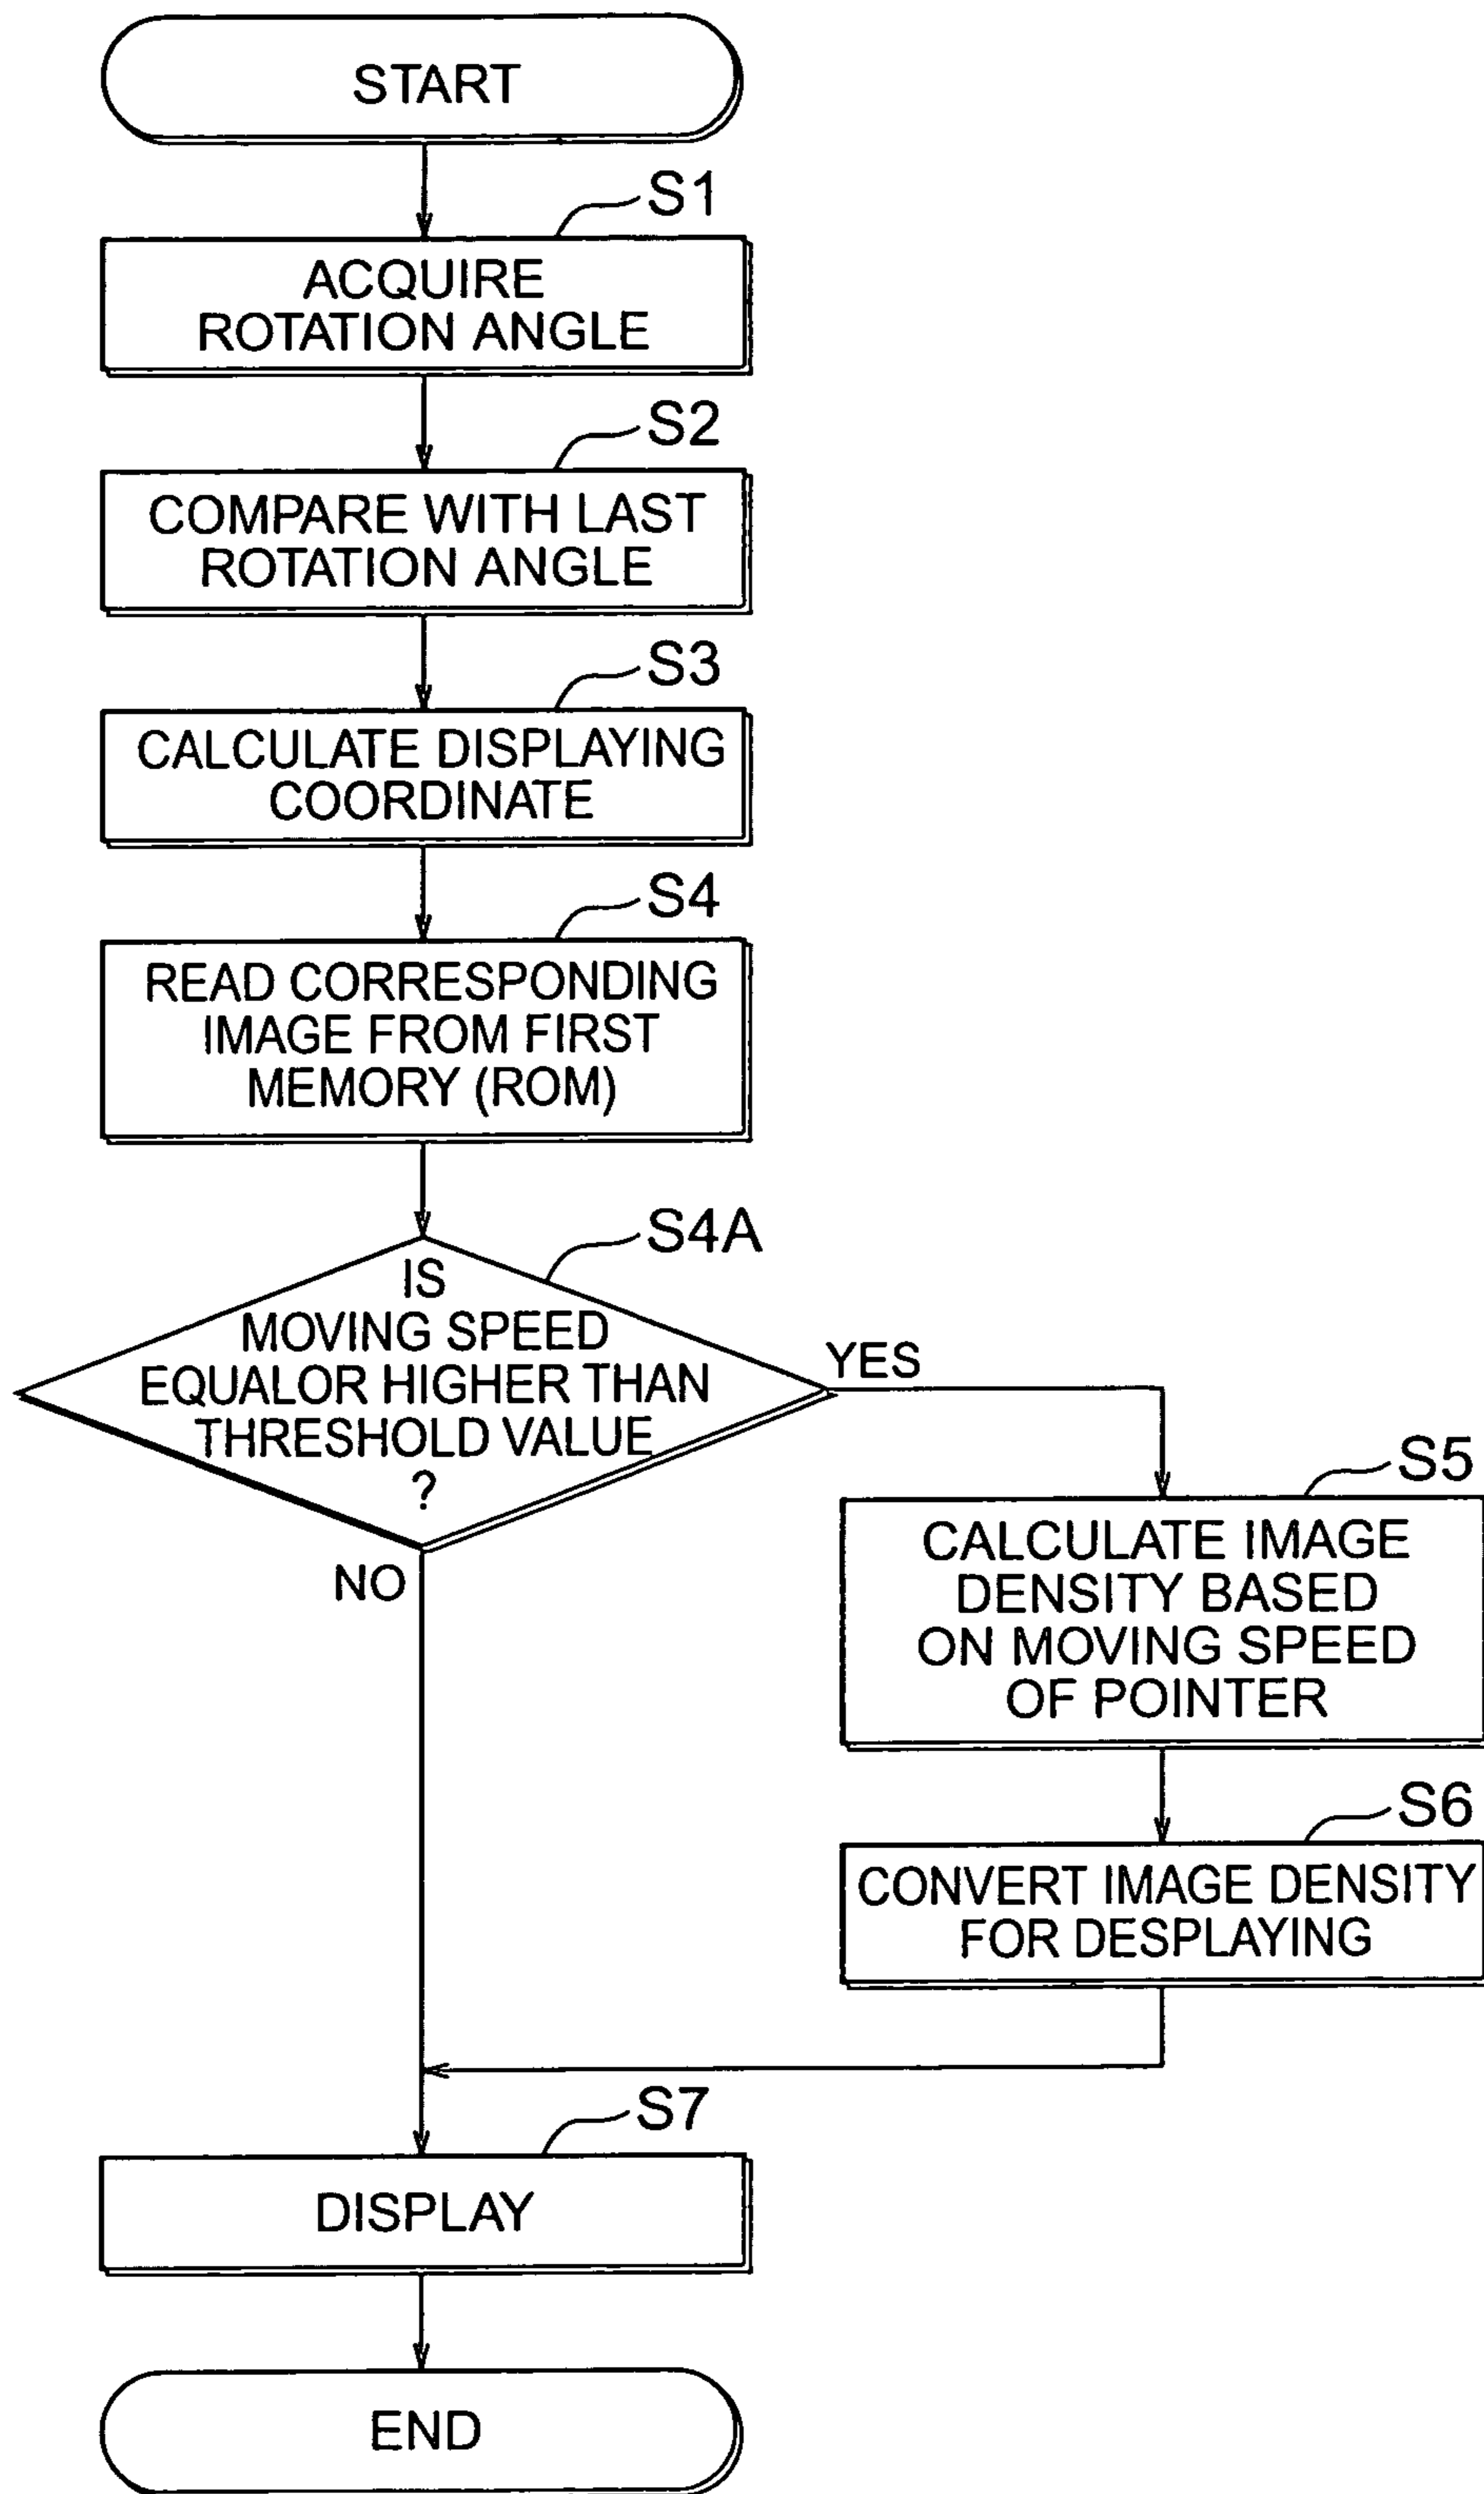 START
S1
ACQUIRE
ROTATION ANGLE
S2
COMPARE WITH LAST
ROTATION ANGLE
S3
CALCULATE DISPLAYING
COORDINATE
S4
READ CORRESPONDING
IMAGE FROM FIRST
MEMORY (ROM)
S4A
IS
MOVING SPEED
EQUALOR HIGHER THAN
THRESHOLD VALUE
?
YES
NO
S5
CALCULATE IMAGE
DENSITY BASED
ON MOVING SPEED
OF POINTER
S6
CONVERT IMAGE DENSITY
FOR DESPLAYING
S7
DISPLAY
END